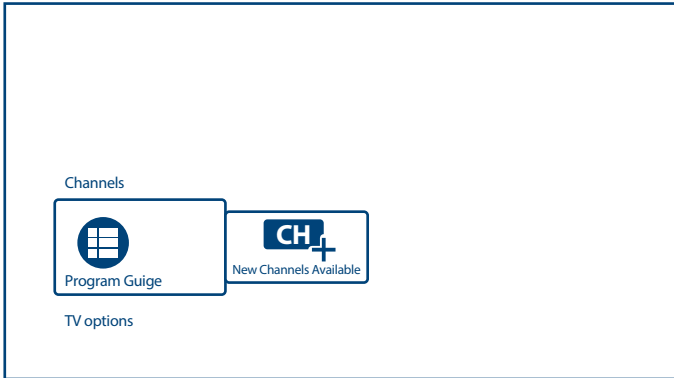 Channels
CH
Program Guige
New Channels Available
TV options